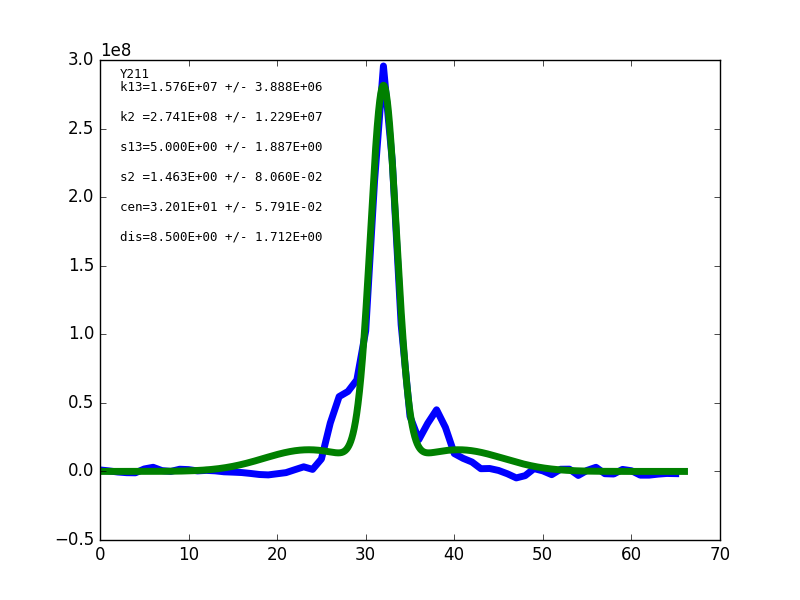 1e8
3.0
Y211
k13=1.576E+07 +/- 3.888E+06
k2 =2.741E+08 +/- 1.229E+07
2.5
s13=5.000E+00 +/- 1.887E+00
s2 =1.463E+00 +/- 8.060E-02
2.0
cen=3.201E+01 +/- 5.791E-02
dis=8.500E+00 +/- 1.712E+00
1.5
1.0
0.5
0.0
−0.5
0 10 20 30 40 50 60 70